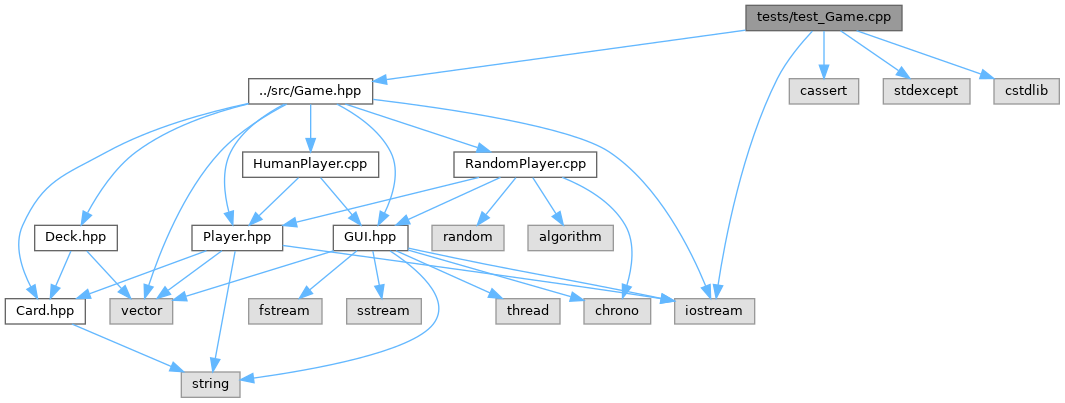 tests/test_Game.cpp
../src/Game.hpp
cassert
stdexcept
cstdlib
HumanPlayer.cpp
RandomPlayer.cpp
Deck.hpp
Player.hpp
GUI.hpp
random
algorithm
Card.hpp
vector
fstream
sstream
thread
chrono
iostream
string